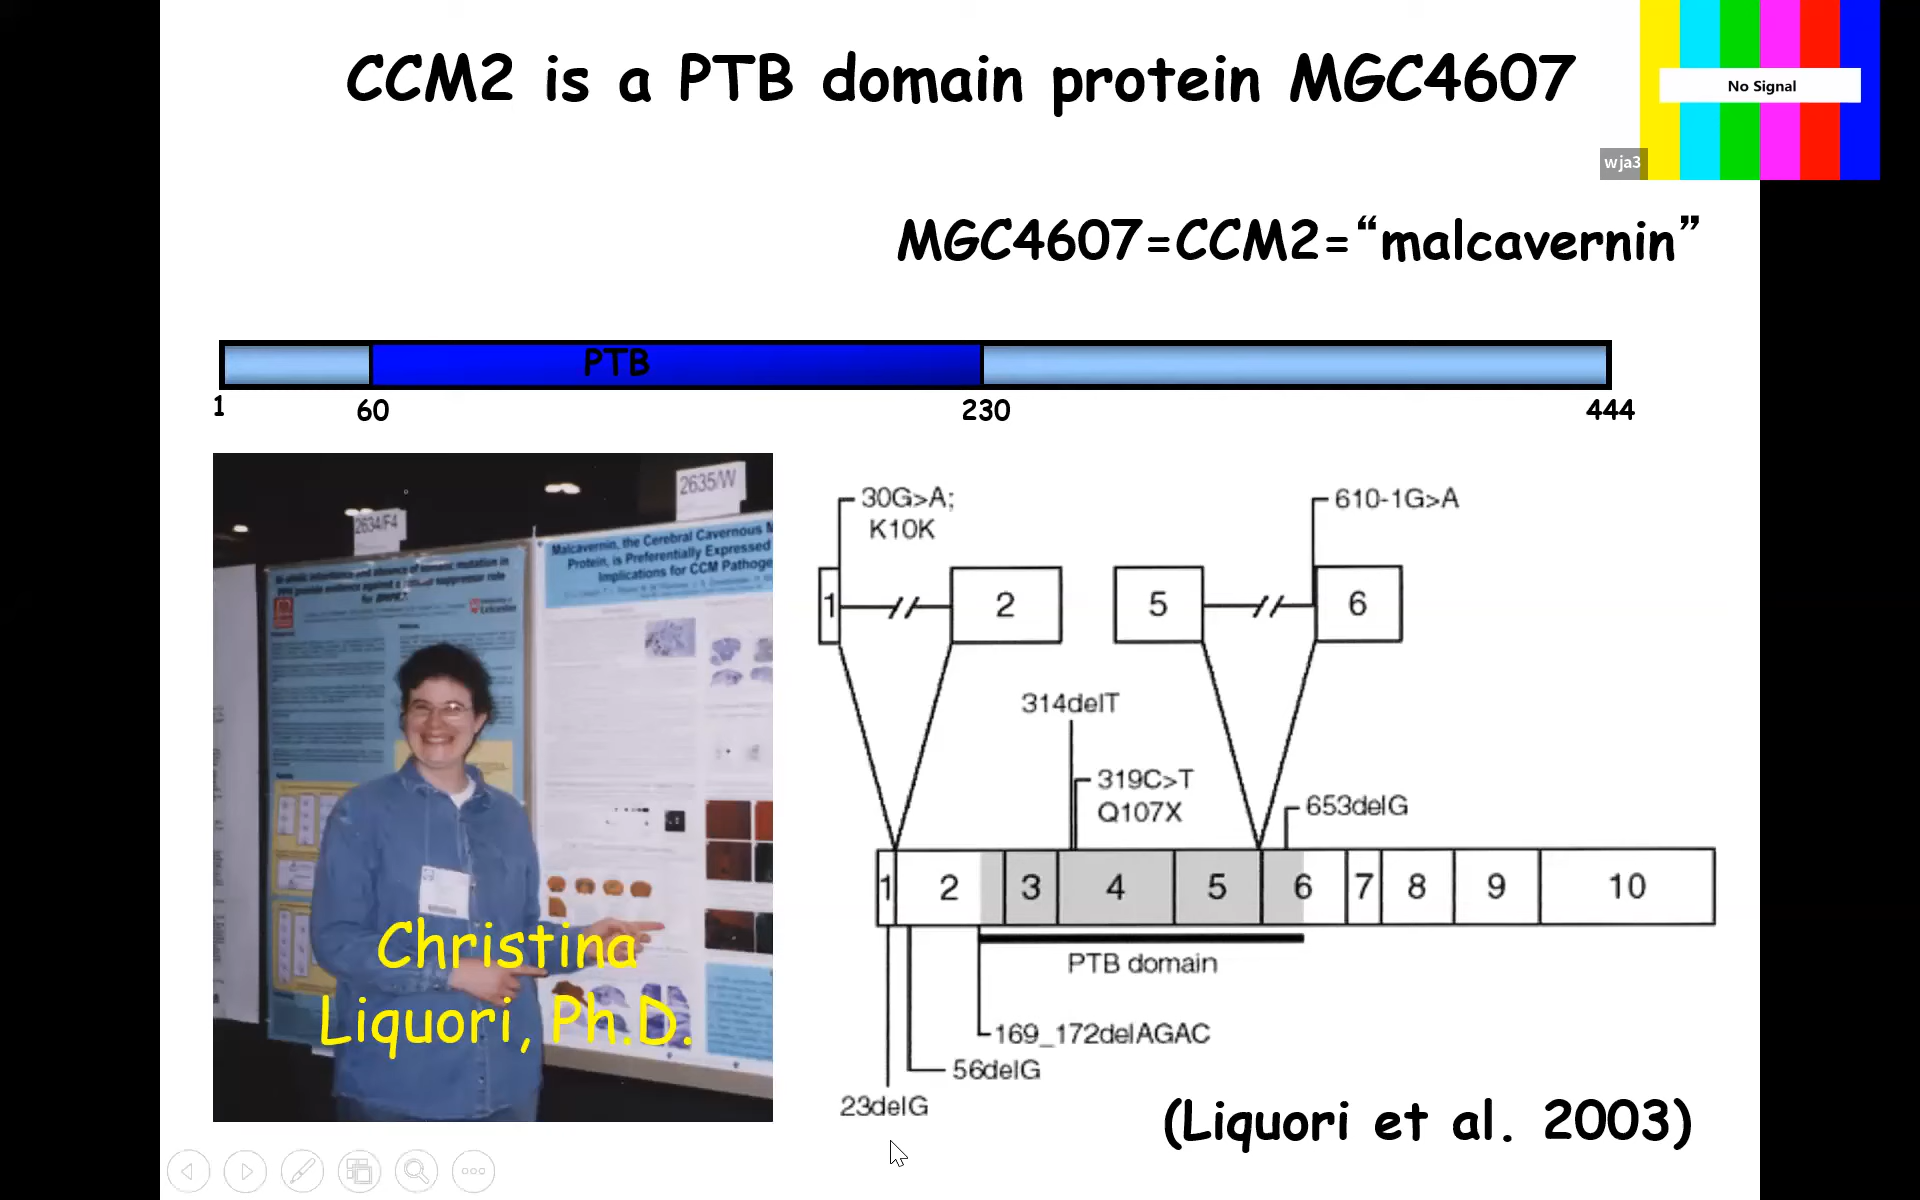 CCM2 is a PTB domain protein MGC4607
No Signal
wja3
MGC4607=CCM2=“malcavernin”
PTB
1
60
230
444
2634/F4
2635/W
Malcavernin, the Cerebral Cavernous M
Protein, is Preferentially Expressed
Implications for CCM Pathoge
Christina
Liquori, Ph.D.
30G>A;
K10K
610-1G>A
1
2
5
6
314delT
319C>T
Q107X
653delG
1
2
3
4
5
6
7
8
9
10
PTB domain
169_172delAGAC
56delG
23delG
(Liquori et al. 2003)